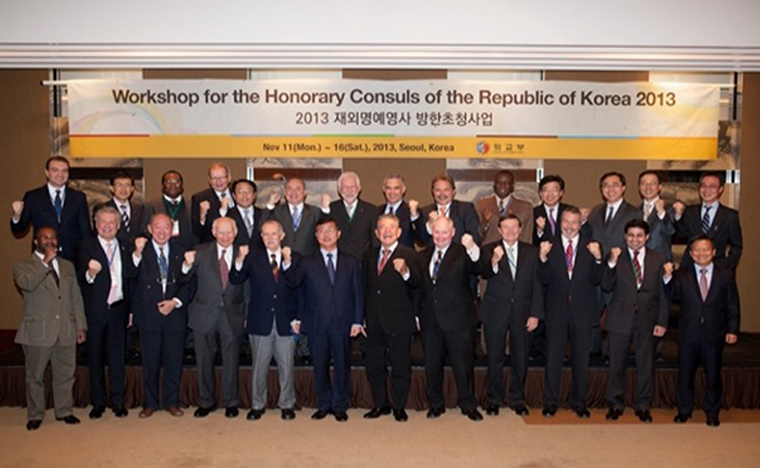 Workshop for the Honorary Consuls of the Republic of Korea 2013
2013 재외명예영사 방한초청사업
Nov 11(Mon.) ~ 16(Sat.), 2013, Seoul, Korea 외교부